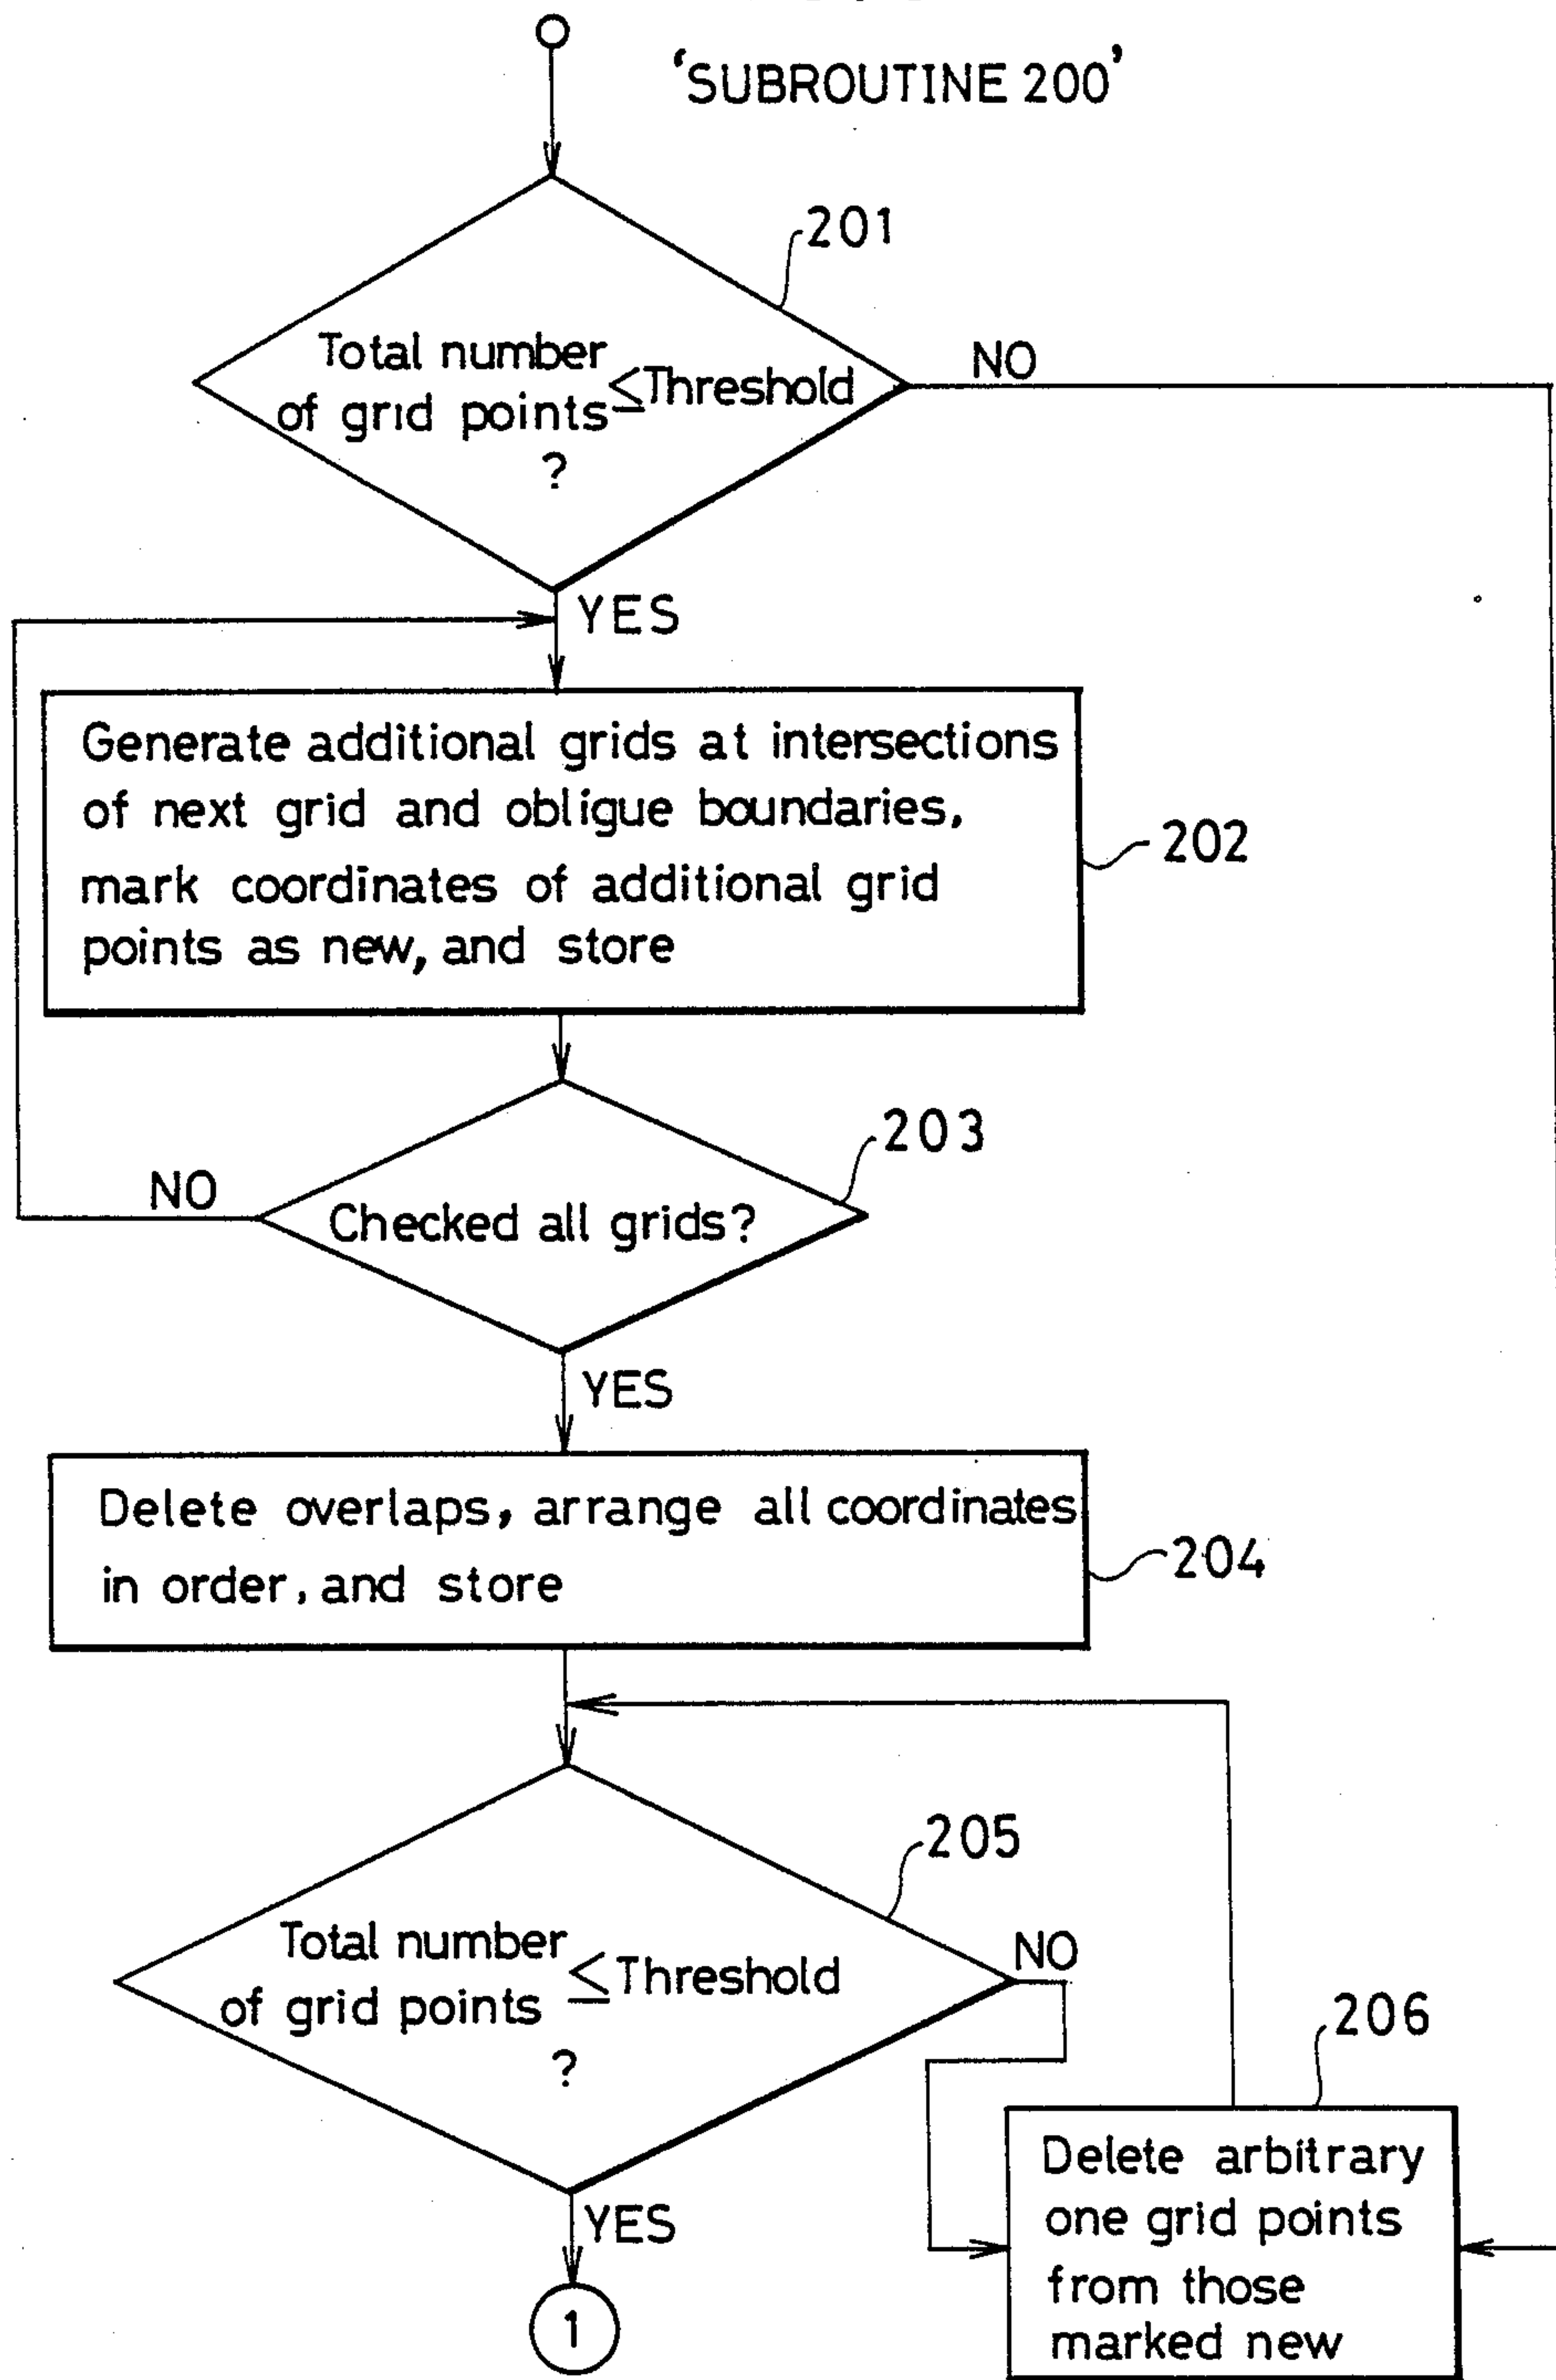 'SUBROUTINE 200'
201
Total number
of grid points ≤ Threshold
?
NO
YES
Generate additional grids at intersections
of next grid and obligue boundaries,
mark coordinates of additional grid
points as new, and store
202
203
NO
Checked all grids?
YES
Delete overlaps, arrange all coordinates
in order, and store
204
205
Total number
of grid points ≤ Threshold
?
NO
206
YES
Delete arbitrary
one grid points
from those
marked new
1